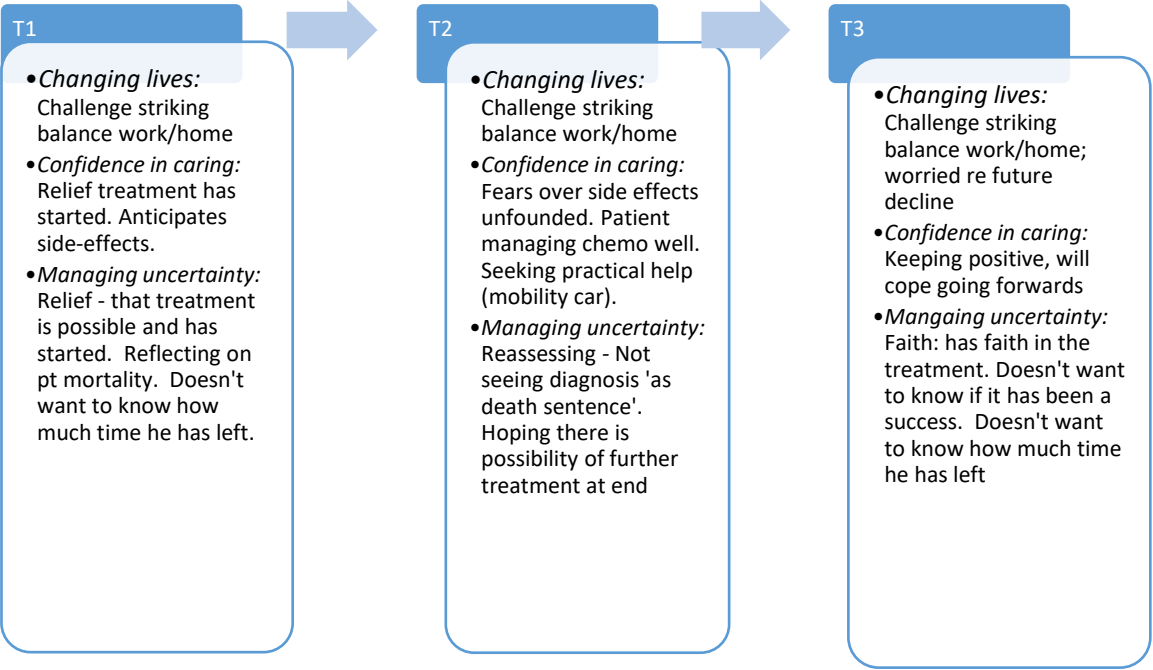 T1
•Changing lives:
Challenge striking
balance work/home
•Confidence in caring:
Relief treatment has
started. Anticipates
side-effects.
•Managing uncertainty:
Relief - that treatment
is possible and has
started.  Reflecting on
pt mortality.  Doesn't
want to know how
much time he has left.
T2
•Changing lives:
Challenge striking
balance work/home
•Confidence in caring:
Fears over side effects
unfounded. Patient
managing chemo well.
Seeking practical help
(mobility car).
•Managing uncertainty:
Reassessing - Not
seeing diagnosis 'as
death sentence'.
Hoping there is
possibility of further
treatment at end
T3
•Changing lives:
Challenge striking
balance work/home;
worried re future
decline
•Confidence in caring:
Keeping positive, will
cope going forwards
•Mangaing uncertainty:
Faith: has faith in the
treatment. Doesn't want
to know if it has been a
success.  Doesn't want
to know how much time
he has left